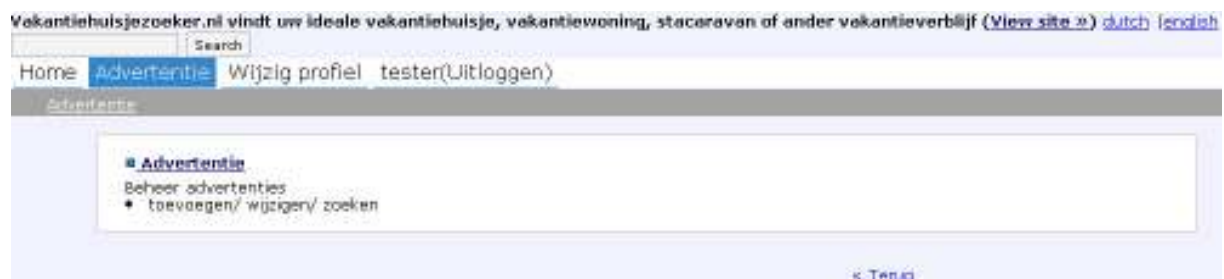 Vakantiehuisjezoeker.nl vindt uw ideale vakantiehuisje, vakantiewoning, stacaravan of ander vakantieverblijf (View site ») dutch |english
Search
Home Advertentie Wijzig profiel tester(Uitloggen)
Advertentie
Advertentie
Beheer advertenties
• toevoegen/ wijzigen/ zoeken
« Terug